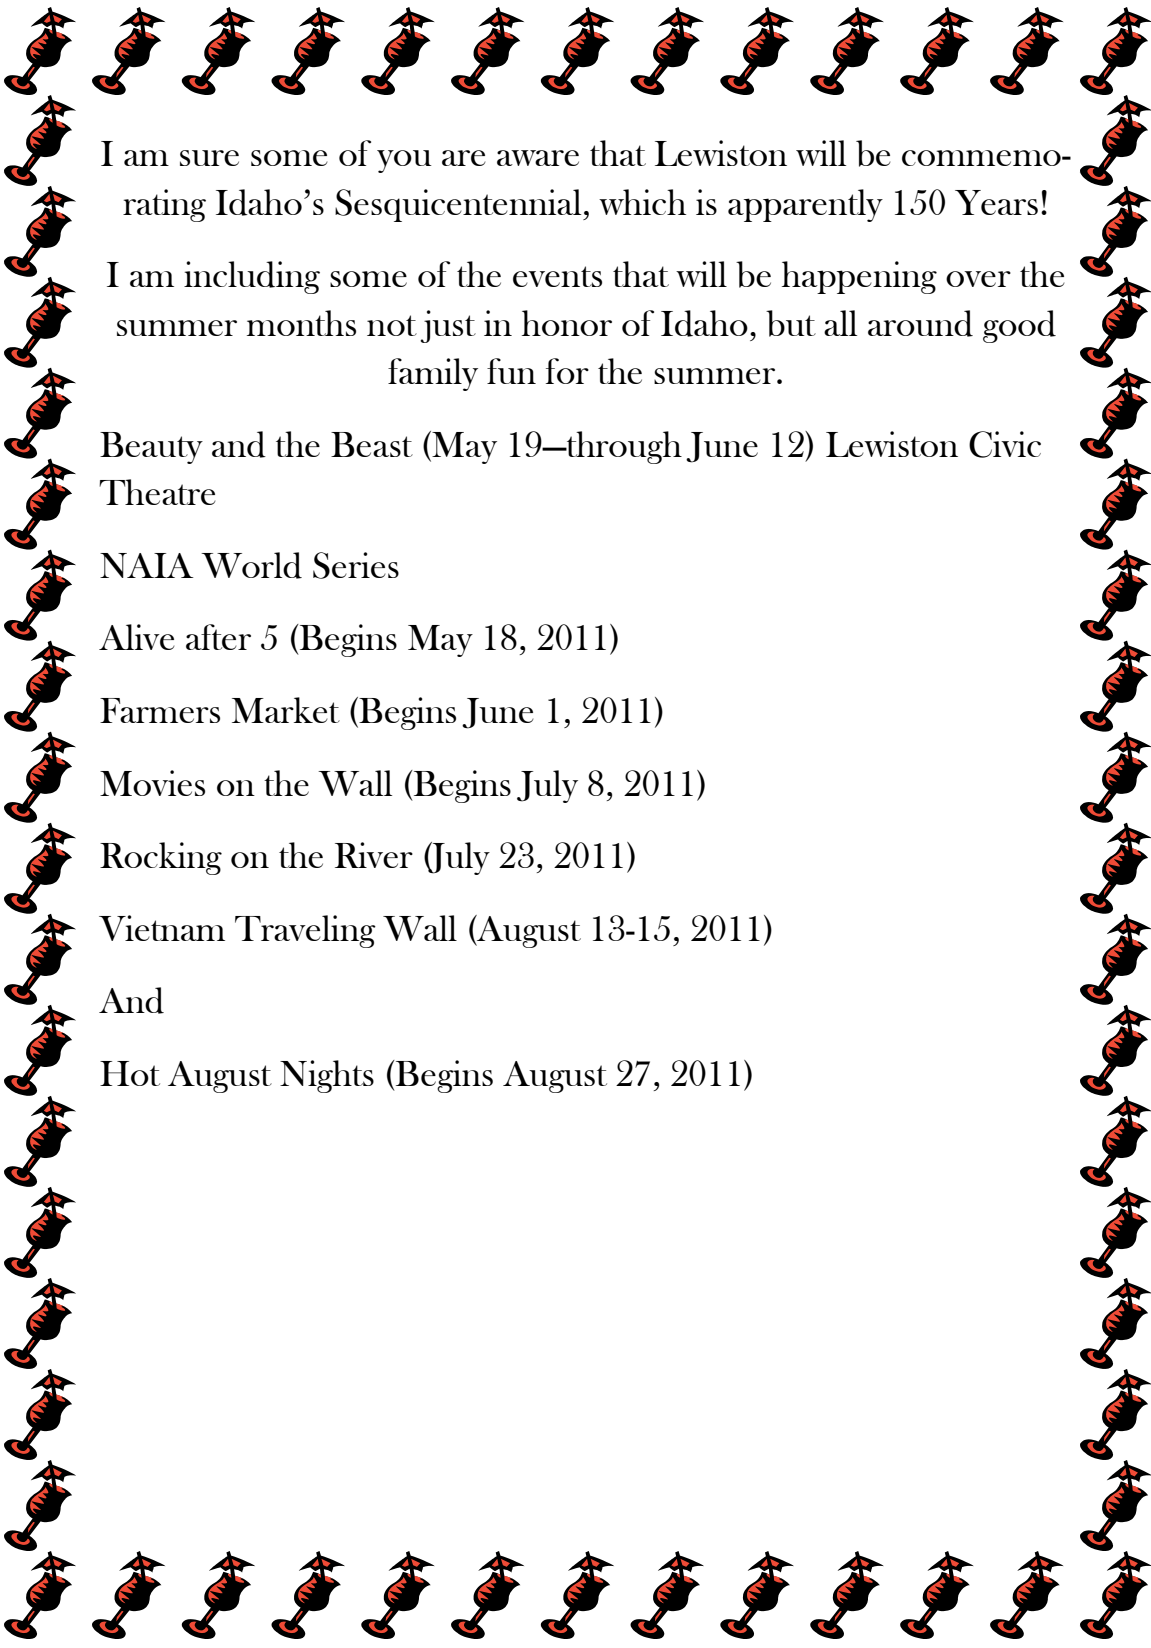 I am sure some of you are aware that Lewiston will be commemo-
rating Idaho’s Sesquicentennial, which is apparently 150 Years!
I am including some of the events that will be happening over the
summer months not just in honor of Idaho, but all around good
family fun for the summer.
Beauty and the Beast (May 19—through June 12) Lewiston Civic
Theatre
NAIA World Series
Alive after 5 (Begins May 18, 2011)
Farmers Market (Begins June 1, 2011)
Movies on the Wall (Begins July 8, 2011)
Rocking on the River (July 23, 2011)
Vietnam Traveling Wall (August 13-15, 2011)
And
Hot August Nights (Begins August 27, 2011)